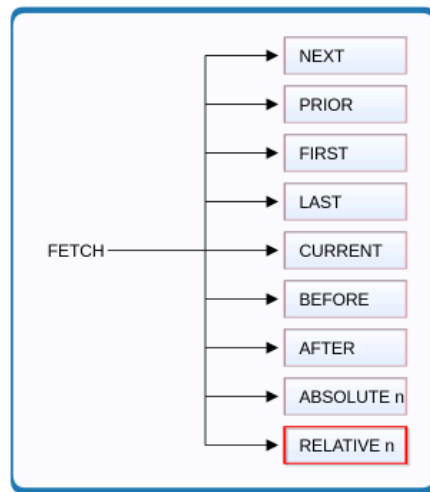 NEXT
PRIOR
FIRST
LAST
FETCH
CURRENT
BEFORE
AFTER
ABSOLUTE n
RELATIVE n